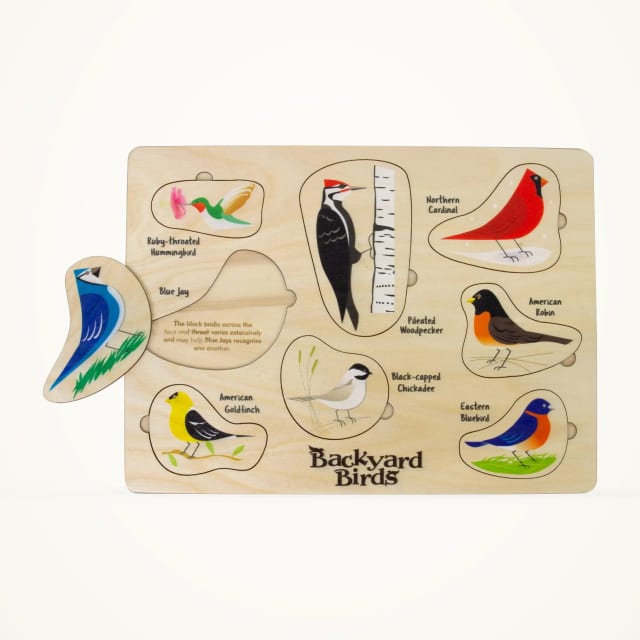 Ruby-throated
Hummingbird
Northern
Cardinal
Blue Jay
The black bridle across the
face and throat varies extensively
and may help Blue Jays recognize
one another.
Pileated
Woodpecker
American
Robin
Black-capped
Chickadee
American
Goldfinch
Eastern
Bluebird
Backyard
Birds